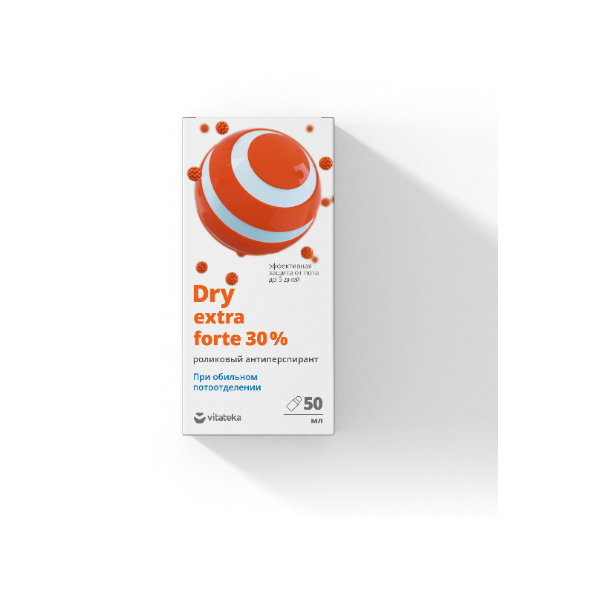 эффективная
защита от пота
до 5 дней
Dry
extra
forte 30%
роликовый антиперспирант
При обильном
потоотделении
vitateka
50
мл